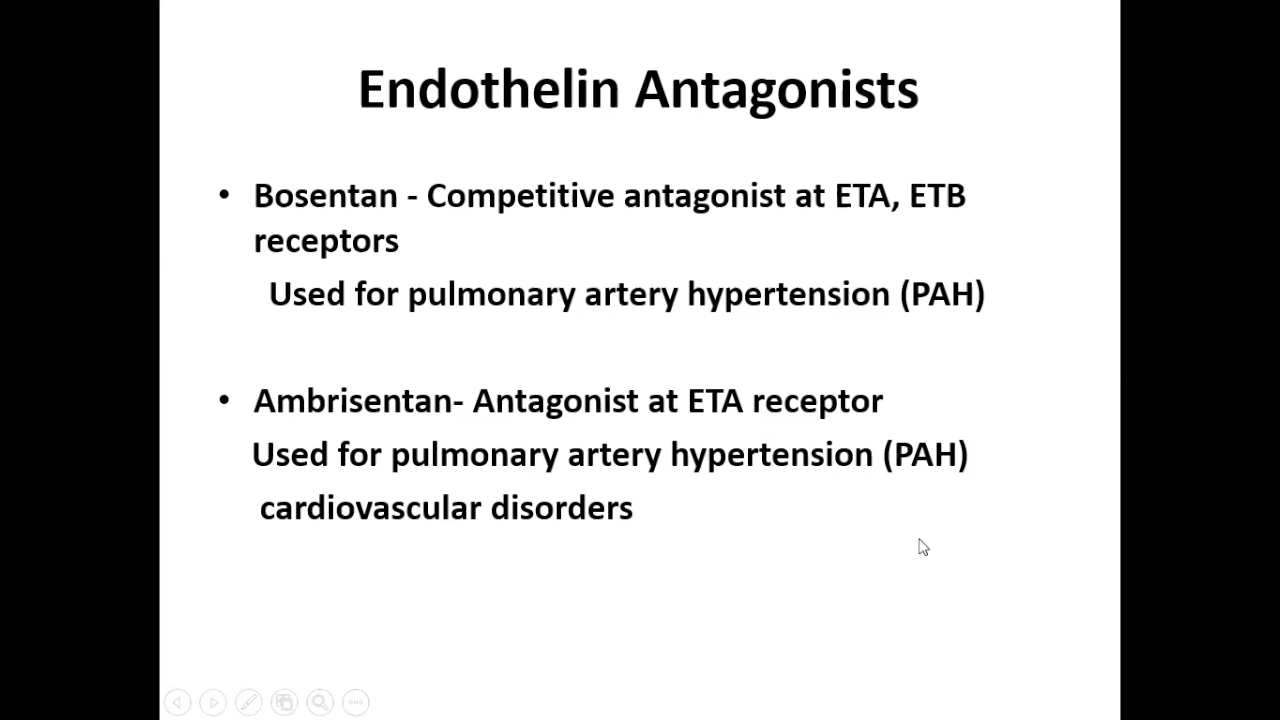 Endothelin Antagonists
• Bosentan - Competitive antagonist at ETA, ETB
receptors
Used for pulmonary artery hypertension (PAH)
• Ambrisentan- Antagonist at ETA receptor
Used for pulmonary artery hypertension (PAH)
cardiovascular disorders